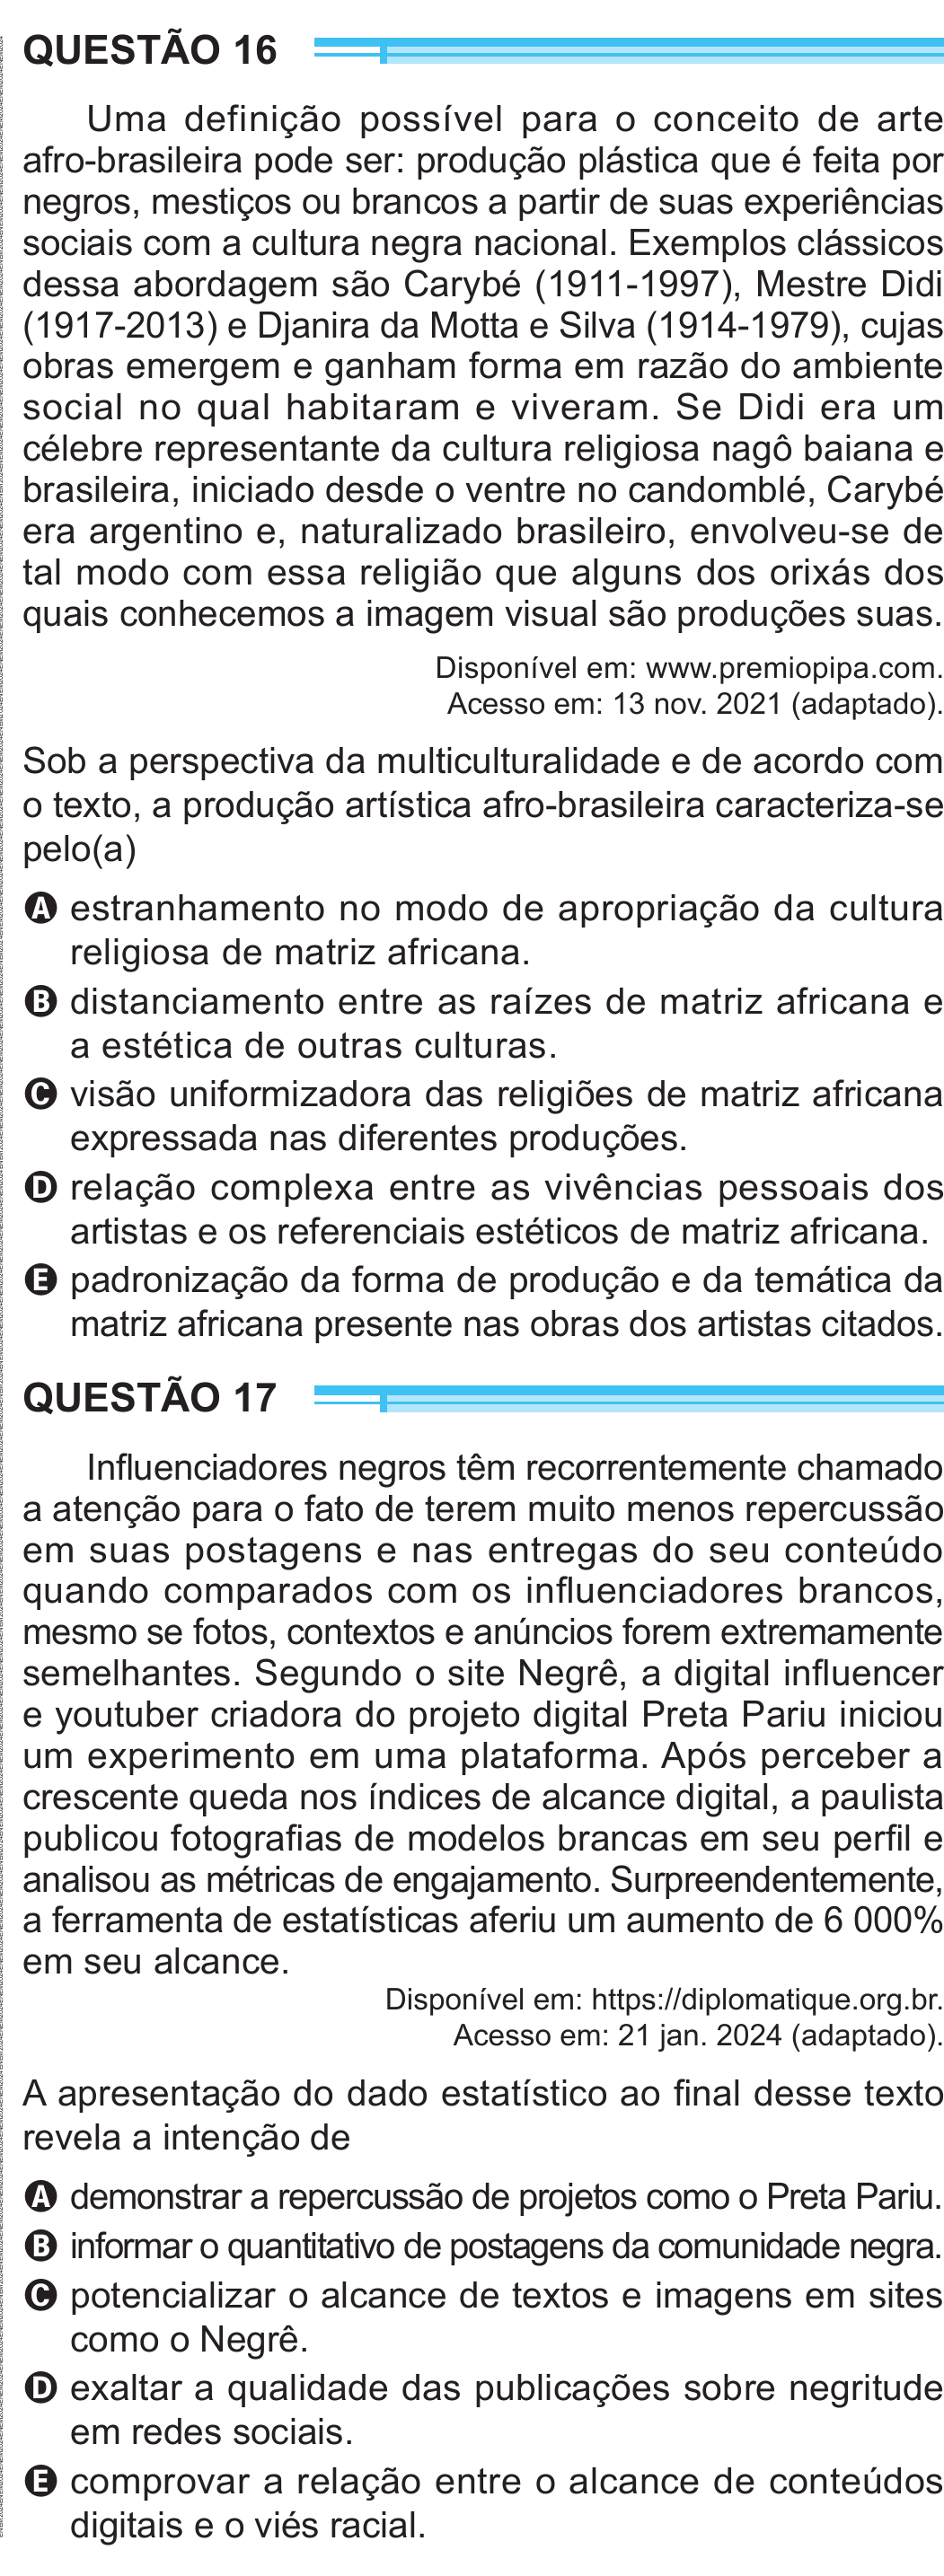 QUESTÃO 16
Uma definição possível para o conceito de arte
afro-brasileira pode ser: produção plástica que é feita por
negros, mestiços ou brancos a partir de suas experiências
sociais com a cultura negra nacional. Exemplos clássicos
dessa abordagem são Carybé (1911-1997), Mestre Didi
(1917-2013) e Djanira da Motta e Silva (1914-1979), cujas
obras emergem e ganham forma em razão do ambiente
social no qual habitaram e viveram. Se Didi era um
célebre representante da cultura religiosa nagô baiana e
brasileira, iniciado desde o ventre no candomblé, Carybé
era argentino e, naturalizado brasileiro, envolveu-se de
tal modo com essa religião que alguns dos orixás dos
quais conhecemos a imagem visual são produções suas.
Disponível em: www.premiopipa.com.
Acesso em: 13 nov. 2021 (adaptado).
Sob a perspectiva da multiculturalidade e de acordo com
o texto, a produção artística afro-brasileira caracteriza-se
pelo(a)
A estranhamento no modo de apropriação da cultura
religiosa de matriz africana.
B distanciamento entre as raízes de matriz africana e
a estética de outras culturas.
C visão uniformizadora das religiões de matriz africana
expressada nas diferentes produções.
D relação complexa entre as vivências pessoais dos
artistas e os referenciais estéticos de matriz africana.
E padronização da forma de produção e da temática da
matriz africana presente nas obras dos artistas citados.
QUESTÃO 17
Influenciadores negros têm recorrentemente chamado
a atenção para o fato de terem muito menos repercussão
em suas postagens e nas entregas do seu conteúdo
quando comparados com os influenciadores brancos,
mesmo se fotos, contextos e anúncios forem extremamente
semelhantes. Segundo o site Negrê, a digital influencer
e youtuber criadora do projeto digital Preta Pariu iniciou
um experimento em uma plataforma. Após perceber a
crescente queda nos índices de alcance digital, a paulista
publicou fotografias de modelos brancas em seu perfil e
analisou as métricas de engajamento. Surpreendentemente,
a ferramenta de estatísticas aferiu um aumento de 6 000%
em seu alcance.
Disponível em: https://diplomatique.org.br.
Acesso em: 21 jan. 2024 (adaptado).
A apresentação do dado estatístico ao final desse texto
revela a intenção de
A demonstrar a repercussão de projetos como o Preta Pariu.
B informar o quantitativo de postagens da comunidade negra.
C potencializar o alcance de textos e imagens em sites
como o Negrê.
D exaltar a qualidade das publicações sobre negritude
em redes sociais.
E comprovar a relação entre o alcance de conteúdos
digitais e o viés racial.